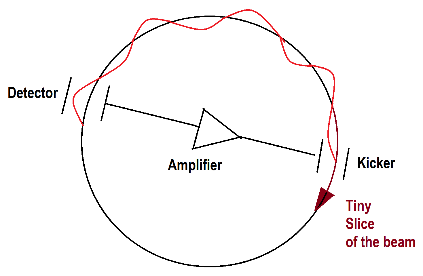 Detector
Amplifier
Kicker
Tiny
Slice
of the beam